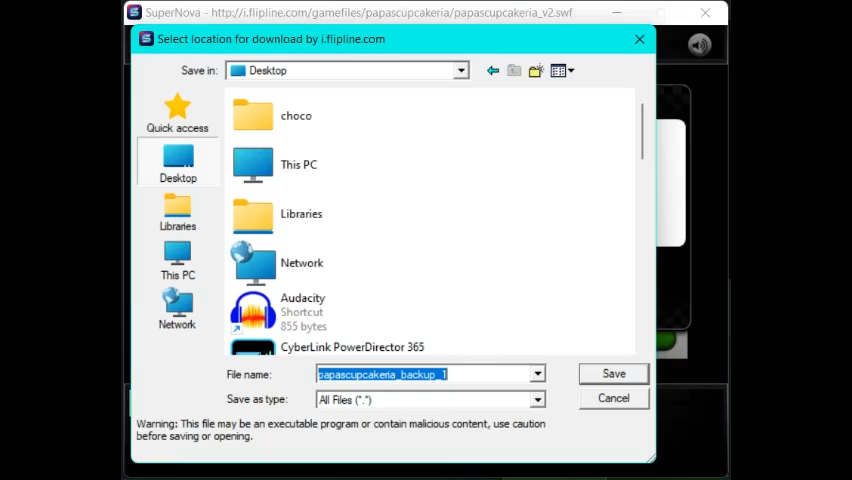 SuperNova - http://i.flipline.com/gamefiles/papascupcakeria/papascupcakeria_v2.swf
Select location for download by i.flipline.com
Save in:
Desktop
Quick access
Desktop
Libraries
This PC
Network
choco
This PC
Libraries
Network
Audacity
Shortcut
855 bytes
CyberLink PowerDirector 365
File name:
papascupcakeria_backup_1
Save
Save as type:
All Files (*.*)
Cancel
Warning: This file may be an executable program or contain malicious content, use caution
before saving or opening.